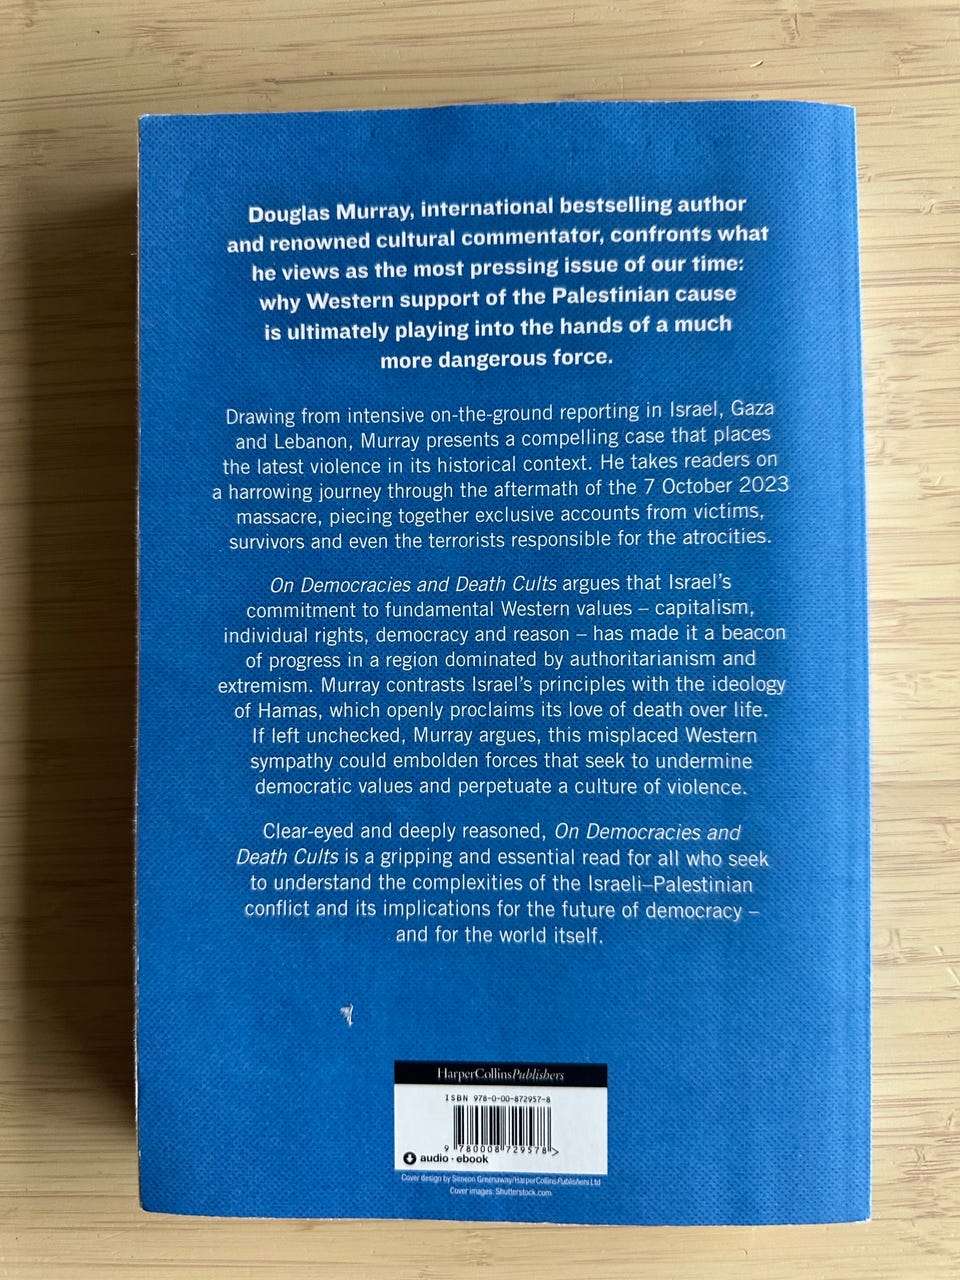 Douglas Murray, international bestselling author
and renowned cultural commentator, confronts what
he views as the most pressing issue of our time:
why Western support of the Palestinian cause
is ultimately playing into the hands of a much
more dangerous force.
Drawing from intensive on-the-ground reporting in Israel, Gaza
and Lebanon, Murray presents a compelling case that places
the latest violence in its historical context. He takes readers on
a harrowing journey through the aftermath of the 7 October 2023
massacre, piecing together exclusive accounts from victims,
survivors and even the terrorists responsible for the atrocities.
On Democracies and Death Cults argues that Israel’s
commitment to fundamental Western values – capitalism,
individual rights, democracy and reason – has made it a beacon
of progress in a region dominated by authoritarianism and
extremism. Murray contrasts Israel’s principles with the ideology
of Hamas, which openly proclaims its love of death over life.
If left unchecked, Murray argues, this misplaced Western
sympathy could embolden forces that seek to undermine
democratic values and perpetuate a culture of violence.
Clear-eyed and deeply reasoned, On Democracies and
Death Cults is a gripping and essential read for all who seek
to understand the complexities of the Israeli–Palestinian
conflict and its implications for the future of democracy –
and for the world itself.
HarperCollinsPublishers
ISBN 978-0-00-872957-8
9 780008 729578 >
audio · ebook
Cover design by Simeon Greenaway/HarperCollinsPublishers Ltd
Cover images: Shutterstock.com